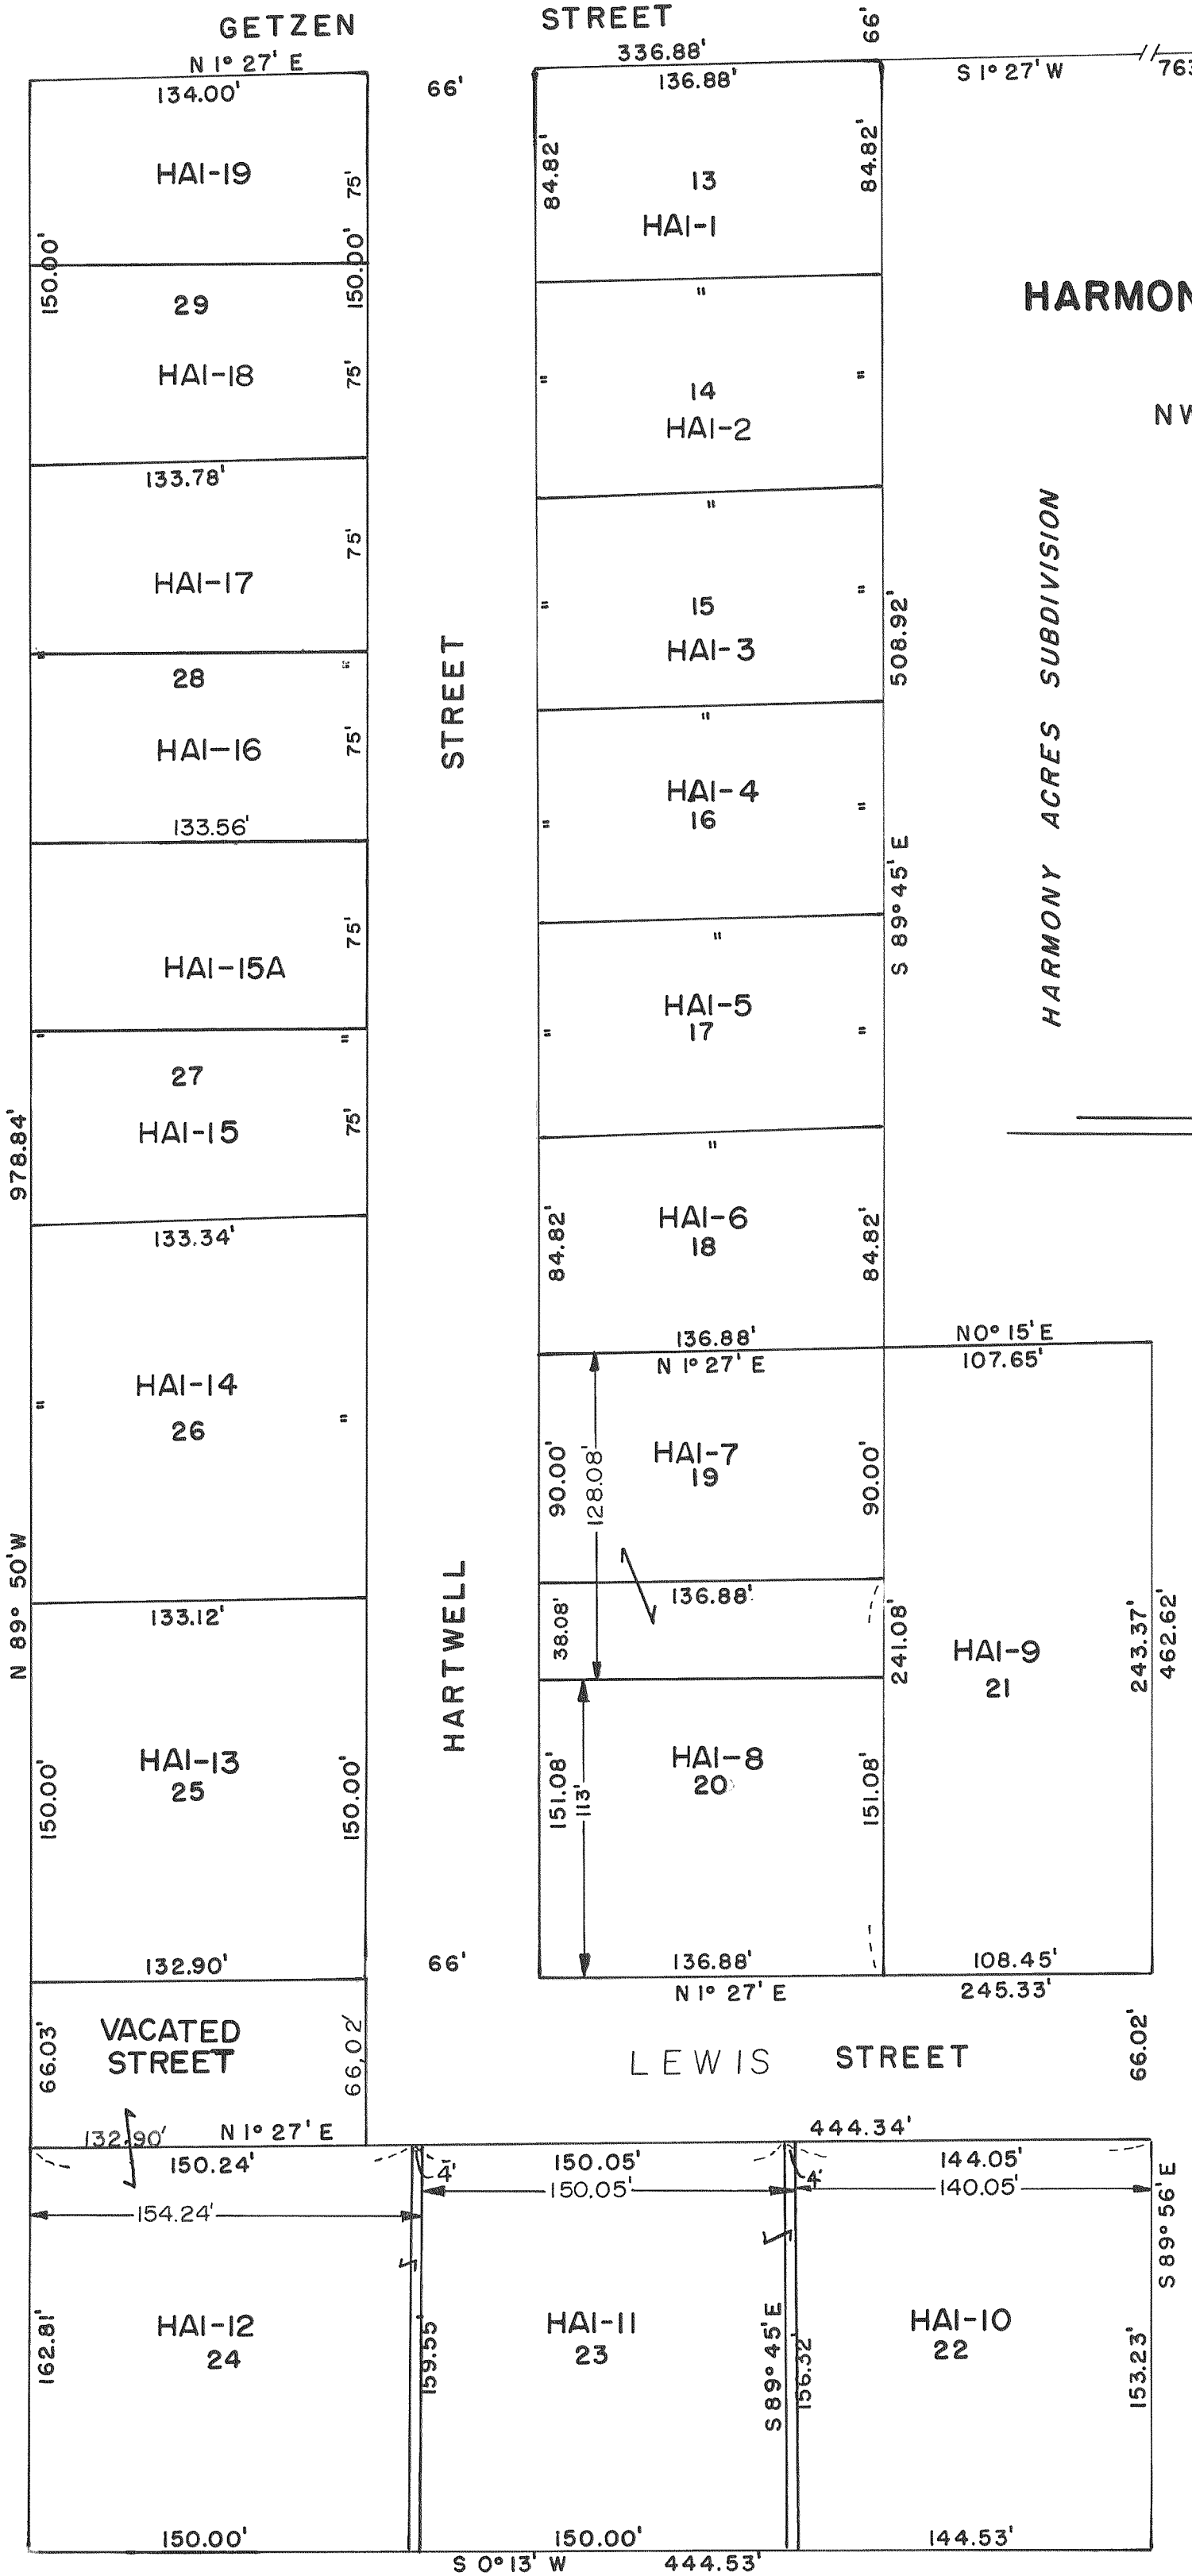 GETZEN STREET
N 1° 27' E
134.00'
66'
336.88'
136.88'
66'
S 1° 27' W
763
HAI-19
75'
150.00'
150.00'
84.82'
84.82'
13
HAI-1
29
HAI-18
75'
"
HARMON
"
14
"
HAI-2
NW
133.78'
"
HAI-17
75'
"
15
"
HAI-3
508.92'
HARMONY ACRES SUBDIVISION
"
"
28
HAI-16
75'
STREET
"
HAI-4
"
16
"
133.56'
S 89° 45' E
HAI-15A
75'
"
HAI-5
"
17
"
"
"
27
HAI-15
75'
978.84'
"
133.34'
84.82'
HAI-6
18
84.82'
136.88'
N 1° 27' E
N 0° 15' E
107.65'
HAI-14
"
26
"
90.00'
128.08'
HAI-7
19
90.00'
N 89° 50' W
133.12'
HARTWELL
136.88'
38.08'
241.08'
HAI-9
21
243.37'
462.62'
HAI-13
25
150.00'
150.00'
151.08'
113'
HAI-8
20
151.08'
132.90'
66'
136.88'
N 1° 27' E
108.45'
245.33'
VACATED
STREET
66.03'
66.02'
LEWIS STREET
66.02'
132.90'
N 1° 27' E
444.34'
150.24'
4'
150.05'
4'
144.05'
154.24'
150.05'
140.05'
S 89° 56' E
162.81'
HAI-12
24
159.55'
HAI-11
23
S 89° 45' E
156.32'
HAI-10
22
153.23'
150.00'
150.00'
144.53'
S 0° 13' W
444.53'